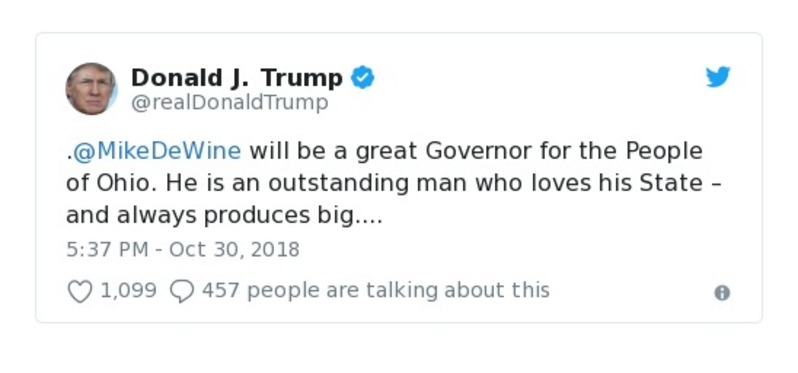 Donald J. Trump
@realDonaldTrump
.@MikeDeWine will be a great Governor for the People
of Ohio. He is an outstanding man who loves his State –
and always produces big....
5:37 PM - Oct 30, 2018
1,099 457 people are talking about this